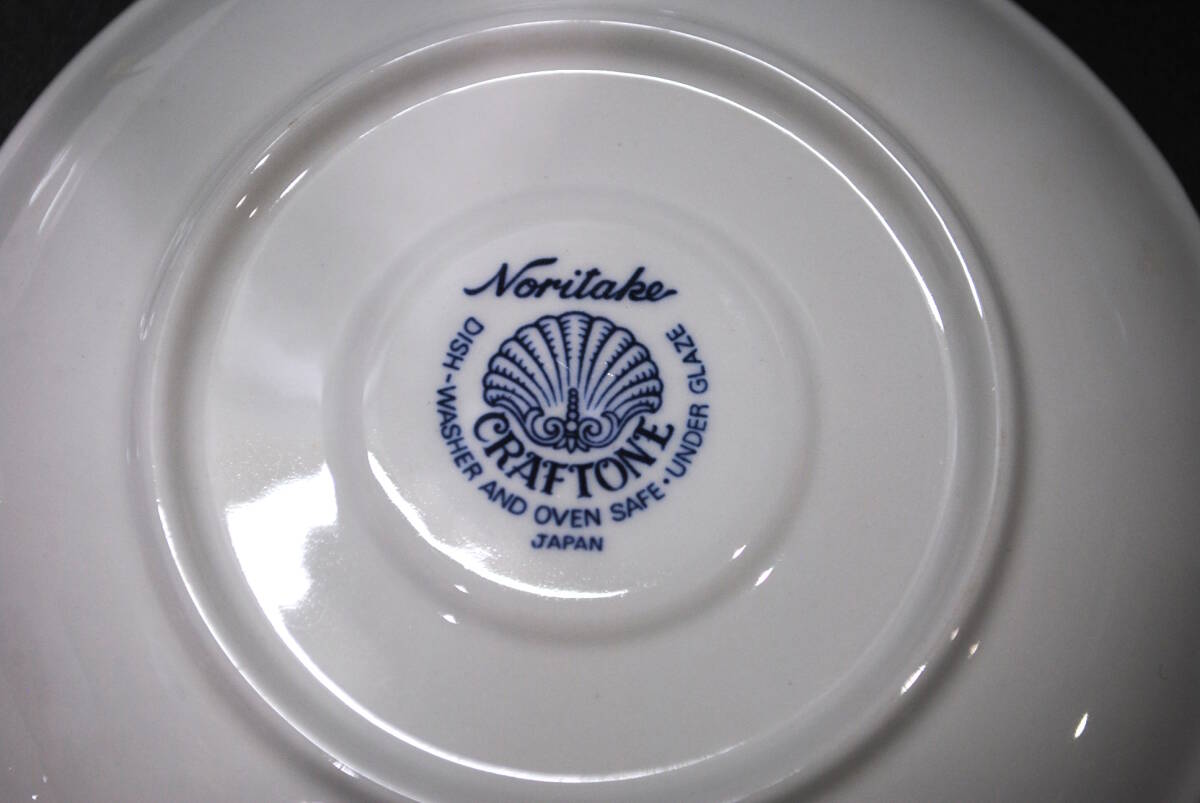 Noritake
CRAFTONE
DISH-WASHER AND OVEN SAFE·UNDER GLAZE
JAPAN